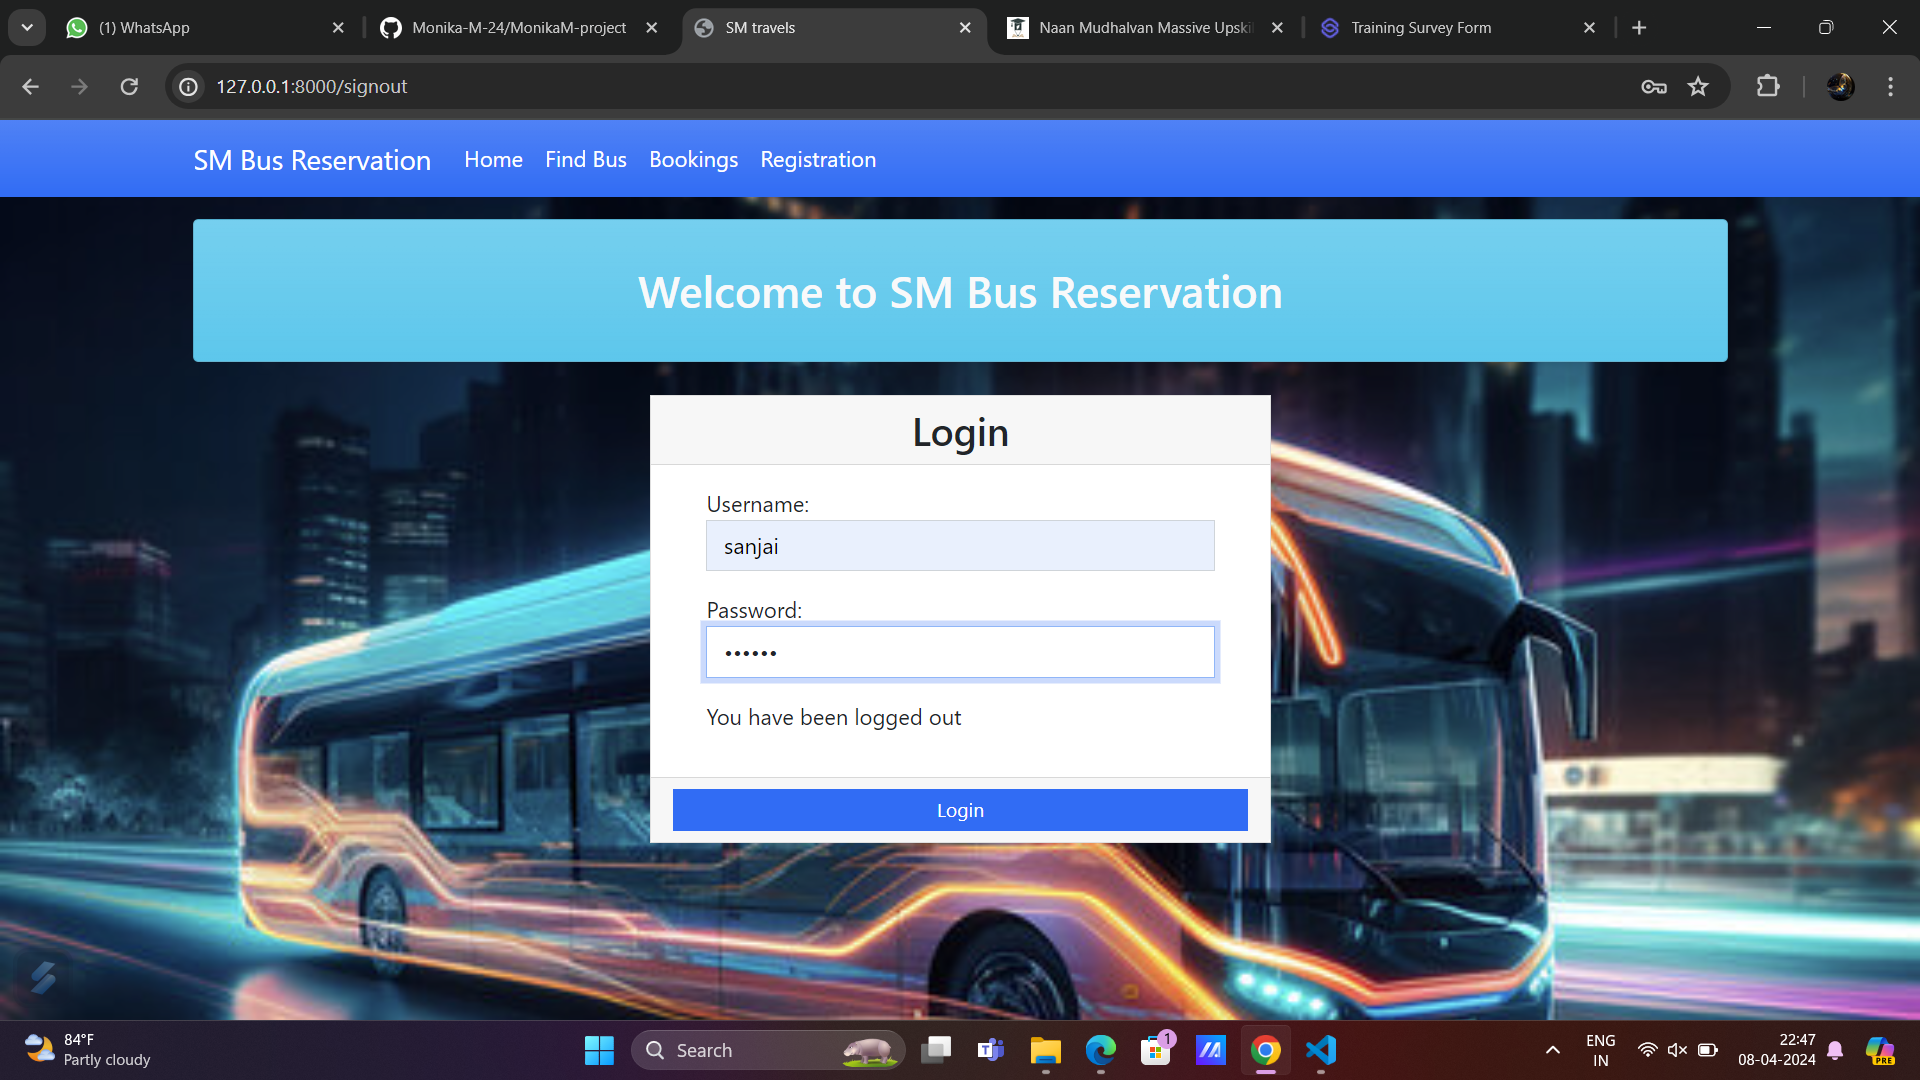 (1) WhatsApp
Monika-M-24/MonikaM-project
SM travels
Naan Mudhalvan Massive Upski
Training Survey Form
127.0.0.1:8000/signout
SM Bus Reservation Home Find Bus Bookings Registration
Welcome to SM Bus Reservation
Login
Username:
sanjai
Password:
••••••
You have been logged out
Login
84°F
Partly cloudy
Search
1
ENG
IN
22:47
08-04-2024
PRE